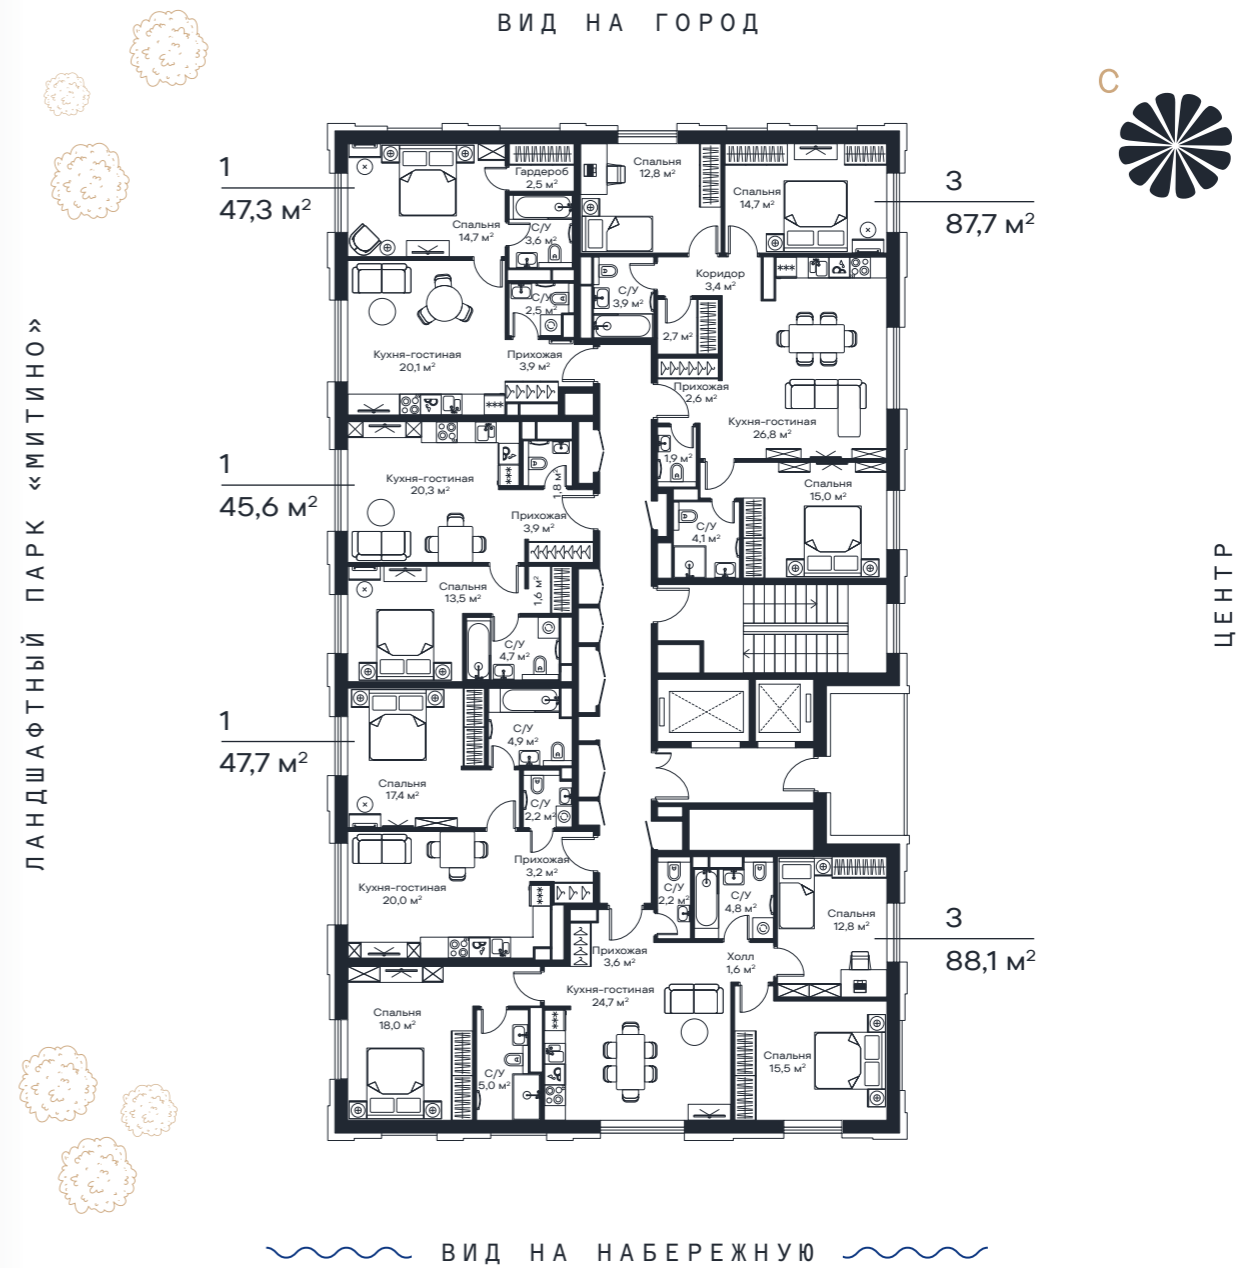 ВИД НА ГОРОД
С
ЛАНДШАФТНЫЙ ПАРК «МИТИНО»
ЦЕНТР
1
47,3 м²
Гардероб
2,5 м²
Спальня
14,7 м²
С/У
3,6 м²
С/У
2,5 м²
Кухня-гостиная
20,1 м²
Прихожая
3,9 м²
3
87,7 м²
Спальня
12,8 м²
Спальня
14,7 м²
Коридор
3,4 м²
С/У
3,9 м²
2,7 м²
Прихожая
2,6 м²
Кухня-гостиная
26,8 м²
1,9 м²
Спальня
15,0 м²
С/У
4,1 м²
1
45,6 м²
Кухня-гостиная
20,3 м²
1,8 м²
Прихожая
3,9 м²
Спальня
13,5 м²
1,6 м²
С/У
4,7 м²
1
47,7 м²
С/У
4,9 м²
Спальня
17,4 м²
С/У
2,2 м²
Прихожая
3,2 м²
Кухня-гостиная
20,0 м²
3
88,1 м²
С/У
2,2 м²
С/У
4,8 м²
Спальня
12,8 м²
Прихожая
3,6 м²
Холл
1,6 м²
Кухня-гостиная
24,7 м²
Спальня
18,0 м²
С/У
5,0 м²
Спальня
15,5 м²
ВИД НА НАБЕРЕЖНУЮ